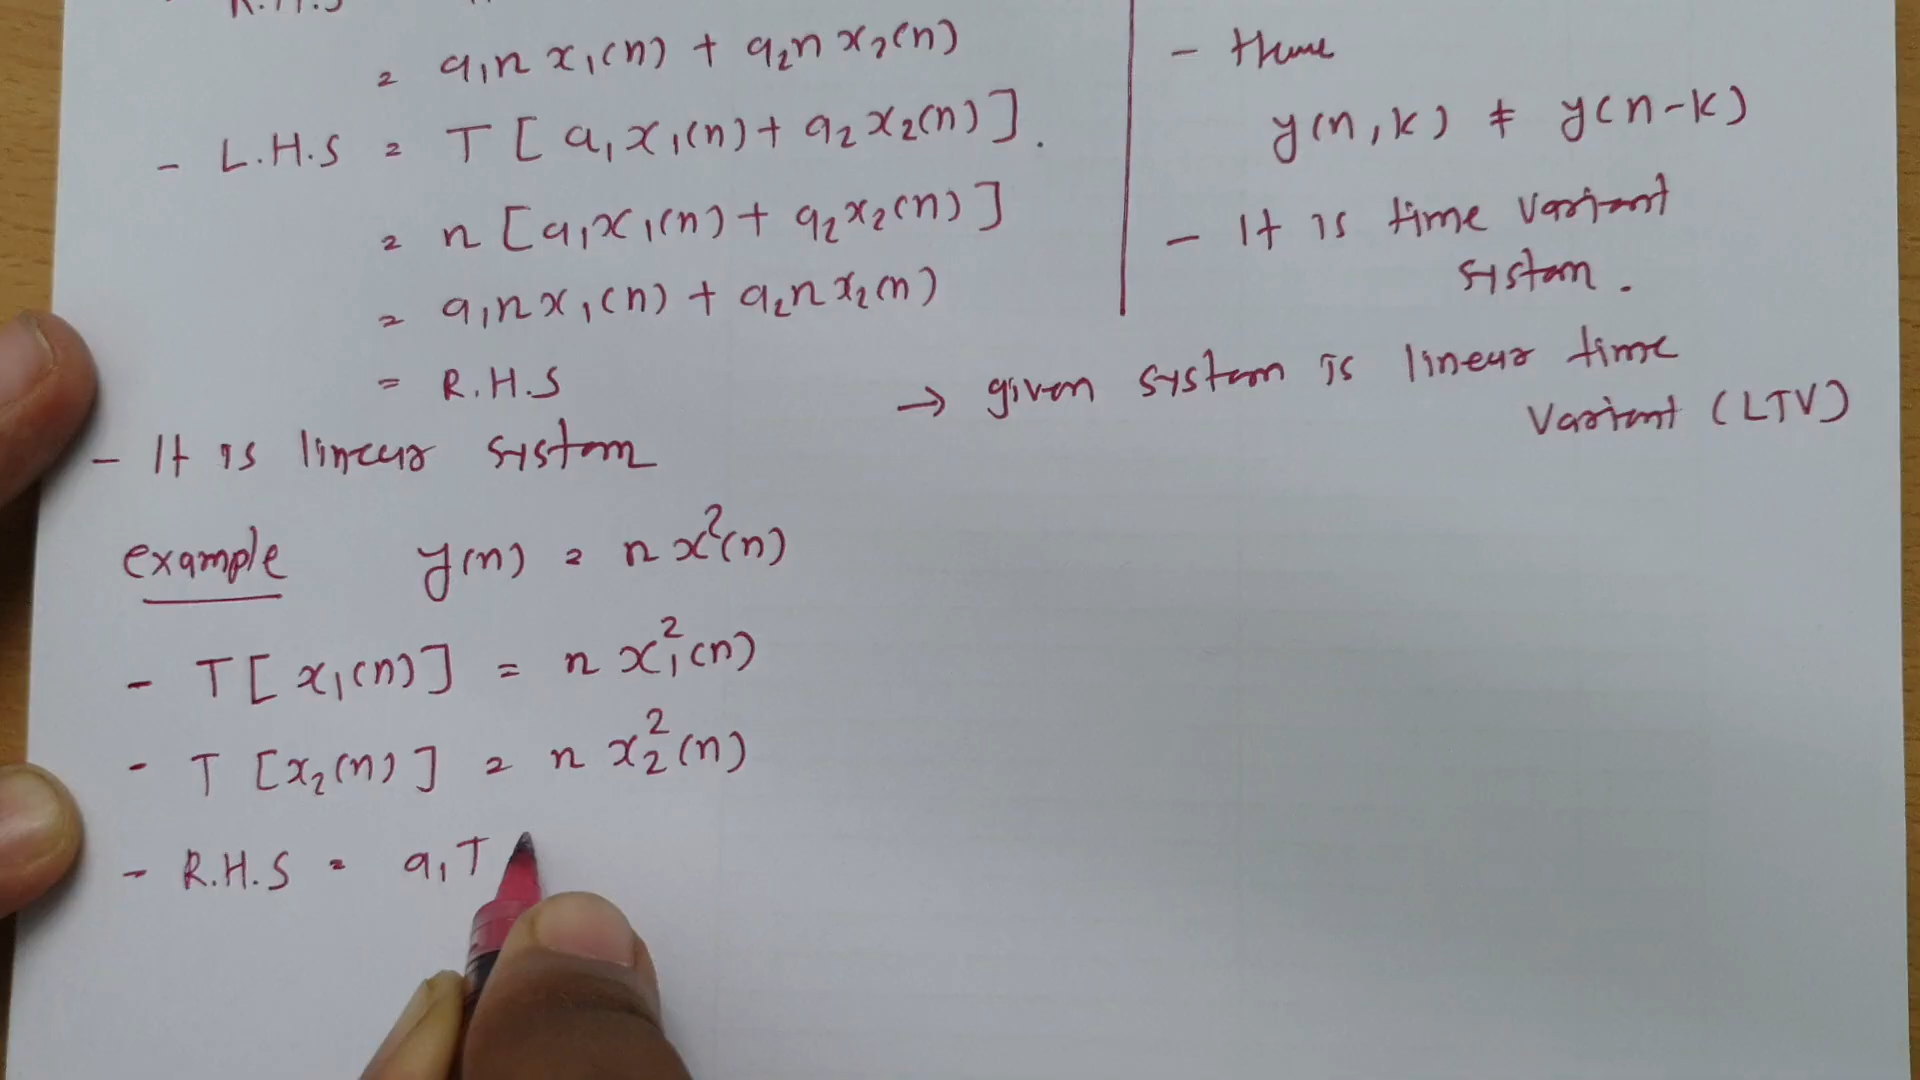 R.H.S
= a₁n x₁(n) + a₂n x₂(n)
- L.H.S = T[a₁x₁(n) + a₂x₂(n)].
= n[a₁x₁(n) + a₂x₂(n)]
= a₁n x₁(n) + a₂n x₂(n)
= R.H.S
- It is linear system
- Hence
y(n,k) ≠ y(n-k)
- It is time variant
system.
→ given system is linear time
variant (LTV)
example y(n) = n x²(n)
- T[x₁(n)] = n x₁²(n)
- T[x₂(n)] = n x₂²(n)
- R.H.S = a₁T